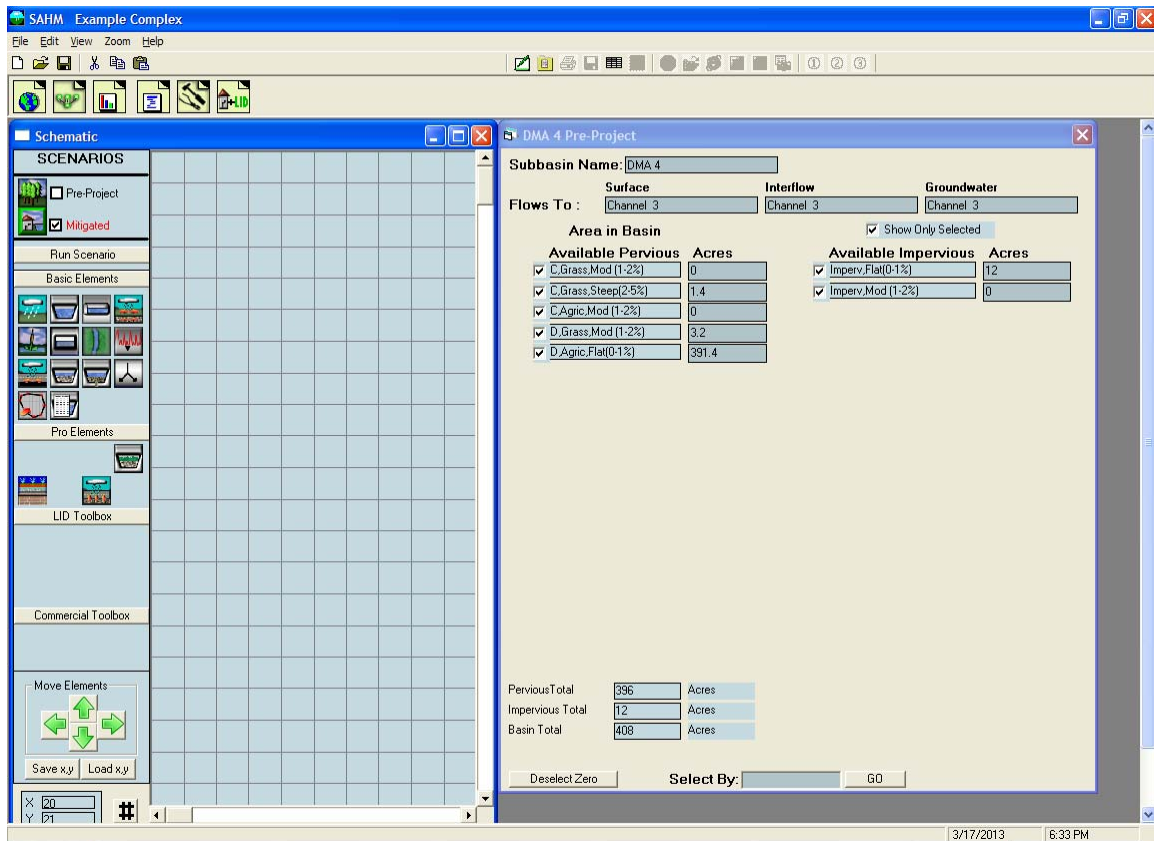 SAHM Example Complex
File Edit View Zoom Help
Schematic
SCENARIOS
Pre-Project
Mitigated
Run Scenario
Basic Elements
Pro Elements
LID Toolbox
Commercial Toolbox
Move Elements
Save x,y Load x,y
X 20
Y 21
#
+LID
DMA 4 Pre-Project
Subbasin Name: DMA 4
Surface Interflow Groundwater
Flows To : Channel 3 Channel 3 Channel 3
Area in Basin Show Only Selected
Available Pervious Acres Available Impervious Acres
C,Grass,Mod (1-2%) 0 Imperv,Flat(0-1%) 12
C,Grass,Steep(2-5%) 1.4 Imperv,Mod (1-2%) 0
C,Agric,Mod (1-2%) 0
D,Grass,Mod (1-2%) 3.2
D,Agric,Flat(0-1%) 391.4
PerviousTotal 396 Acres
Impervious Total 12 Acres
Basin Total 408 Acres
Deselect Zero Select By: GO
3/17/2013 6:33 PM